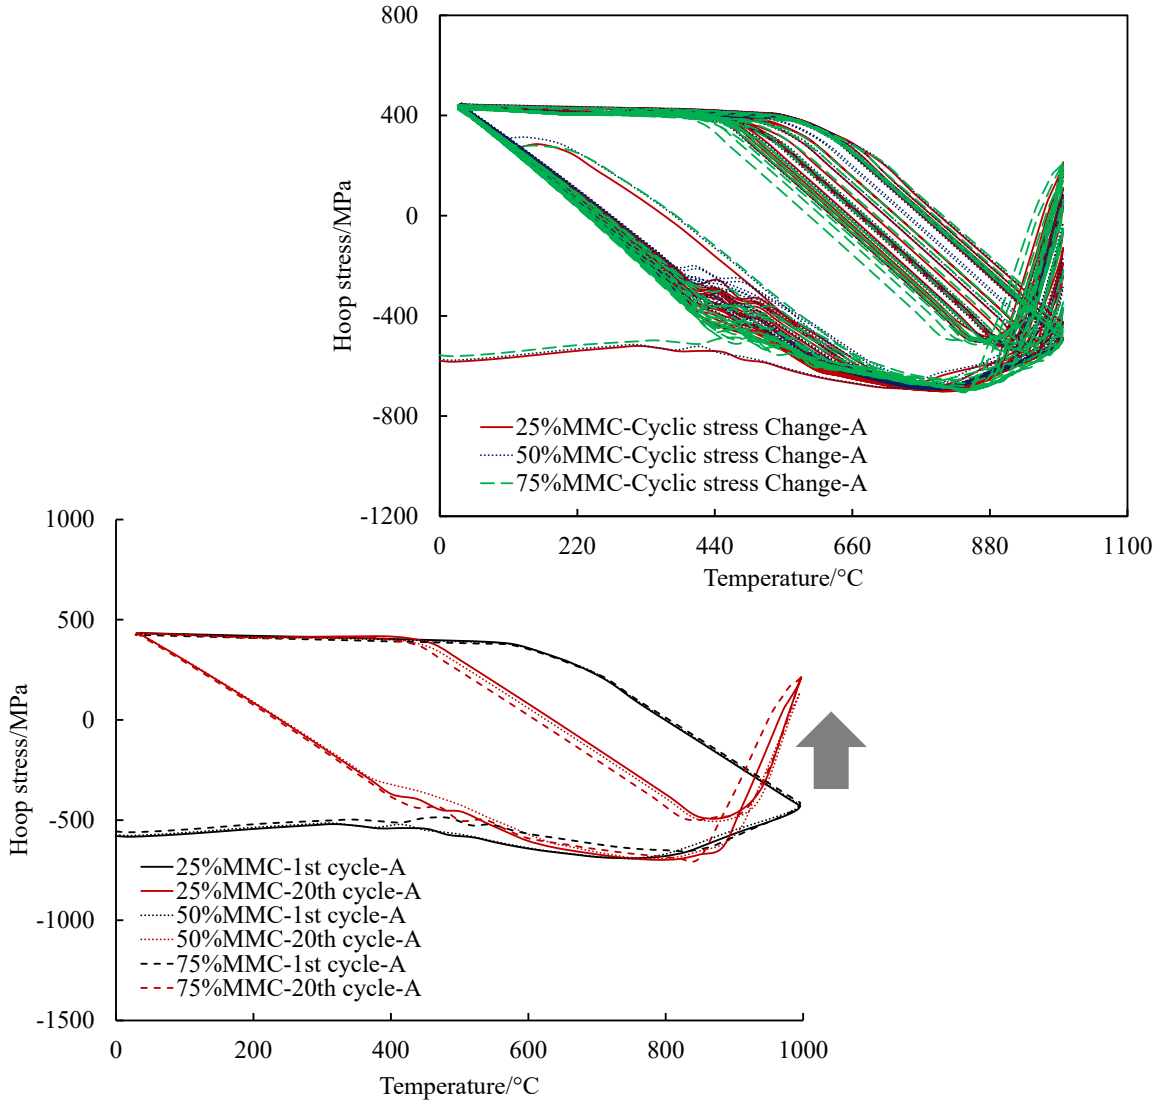 800
400
0
-400
-800
-1200
Hoop stress/MPa
25%MMC-Cyclic stress Change-A
50%MMC-Cyclic stress Change-A
75%MMC-Cyclic stress Change-A
0 220 440 660 880 1100
Temperature/°C
1000
500
0
-500
-1000
-1500
Hoop stress/MPa
25%MMC-1st cycle-A
25%MMC-20th cycle-A
50%MMC-1st cycle-A
50%MMC-20th cycle-A
75%MMC-1st cycle-A
75%MMC-20th cycle-A
0 200 400 600 800 1000
Temperature/°C